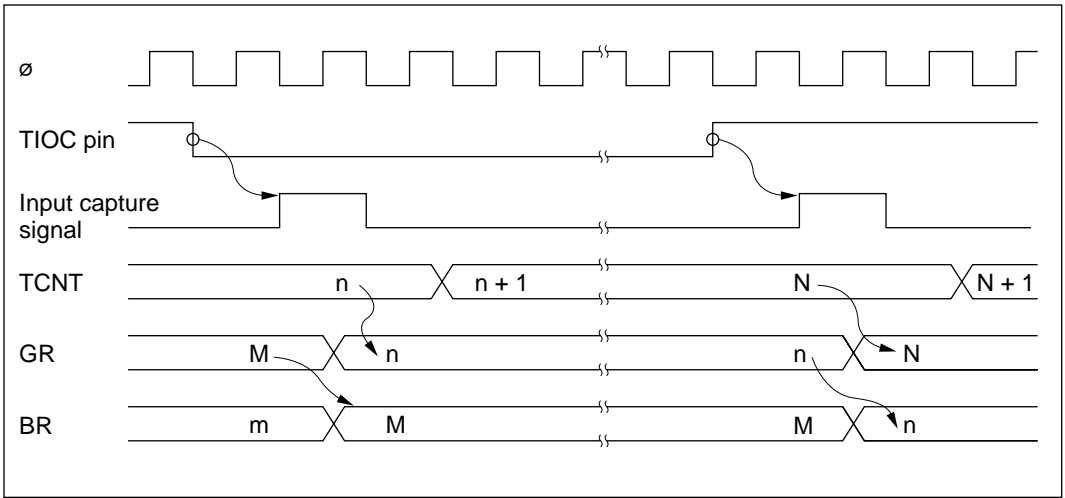 ø
TIOC pin
Input capture
signal
TCNT n n + 1 N N + 1
GR M n n N
BR m M M n